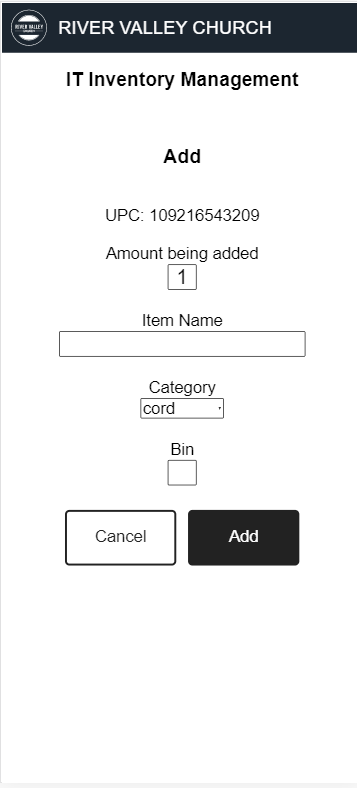 RIVER VALLEY
RIVER VALLEY CHURCH
IT Inventory Management
Add
UPC: 109216543209
Amount being added
1
Item Name
Category
cord
Bin
Cancel
Add